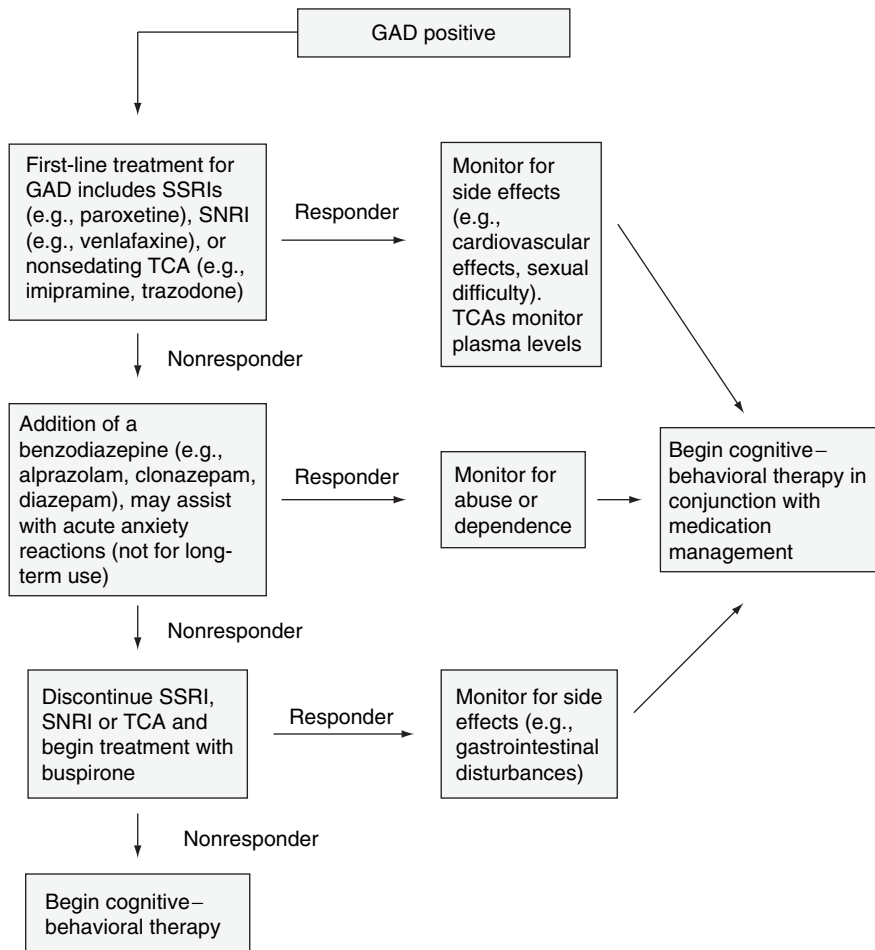 GAD positive
First-line treatment for
GAD includes SSRIs
(e.g., paroxetine), SNRI
(e.g., venlafaxine), or
nonsedating TCA (e.g.,
imipramine, trazodone)
Responder
Monitor for
side effects
(e.g.,
cardiovascular
effects, sexual
difficulty).
TCAs monitor
plasma levels
Nonresponder
Addition of a
benzodiazepine (e.g.,
alprazolam, clonazepam,
diazepam), may assist
with acute anxiety
reactions (not for long-
term use)
Responder
Monitor for
abuse or
dependence
Begin cognitive–
behavioral therapy in
conjunction with
medication
management
Nonresponder
Discontinue SSRI,
SNRI or TCA and
begin treatment with
buspirone
Responder
Monitor for side
effects (e.g.,
gastrointestinal
disturbances)
Nonresponder
Begin cognitive–
behavioral therapy